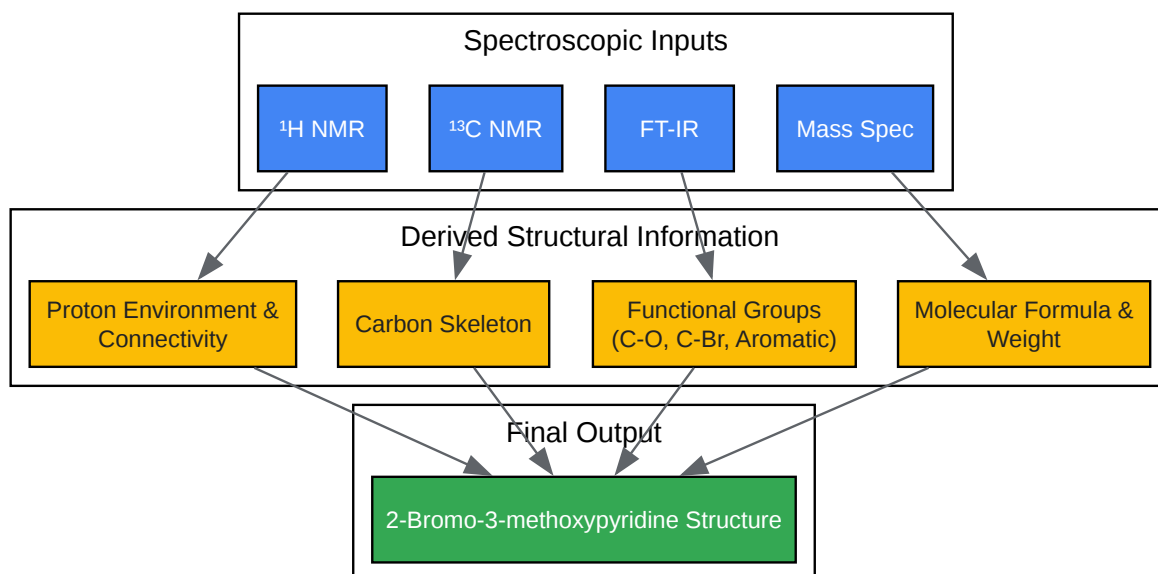 Spectroscopic Inputs
¹H NMR
¹³C NMR
FT-IR
Mass Spec
Derived Structural Information
Proton Environment &
Connectivity
Carbon Skeleton
Functional Groups
(C-O, C-Br, Aromatic)
Molecular Formula &
Weight
Final Output
2-Bromo-3-methoxypyridine Structure